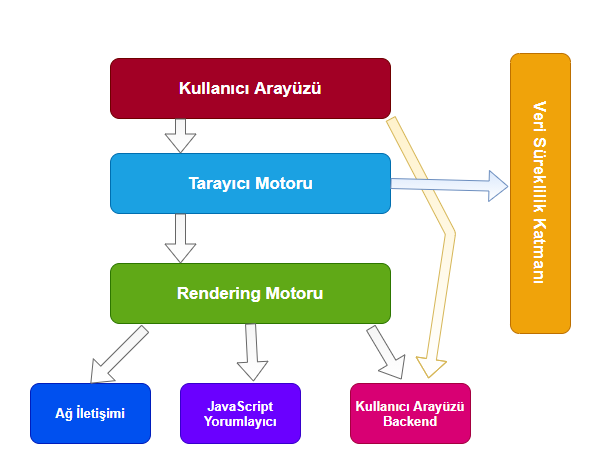 Kullanıcı Arayüzü
Veri Süreklilik Katmanı
Tarayıcı Motoru
Rendering Motoru
Ağ İletişimi
JavaScript
Yorumlayıcı
Kullanıcı Arayüzü
Backend